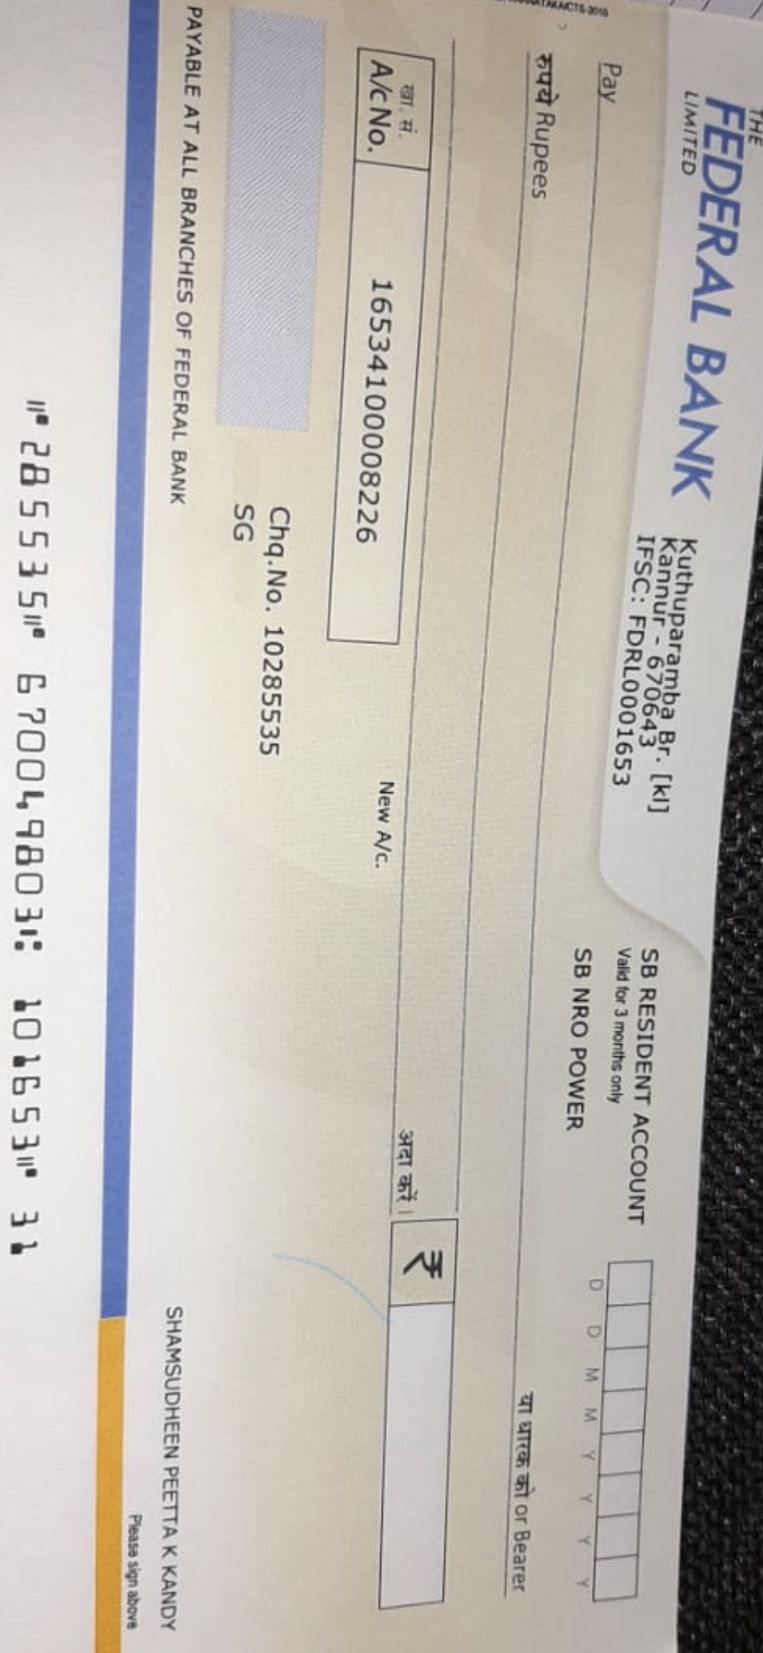 THE
FEDERAL BANK
LIMITED
Kuthuparamba Br. [kl]
Kannur - 670643
IFSC: FDRL0001653
SB RESIDENT ACCOUNT
Valid for 3 months only
SB NRO POWER
D D M M Y Y Y Y
Pay
या धारक को or Bearer
रुपये Rupees
अदा करें।
₹
खा. सं.
A/c No.
16534100008226
New A/c.
Chq.No. 10285535
SG
PAYABLE AT ALL BRANCHES OF FEDERAL BANK
SHAMSUDHEEN PEETTA K KANDY
Please sign above
⑈285535⑈ 670049803⑆ 101653⑈ 31